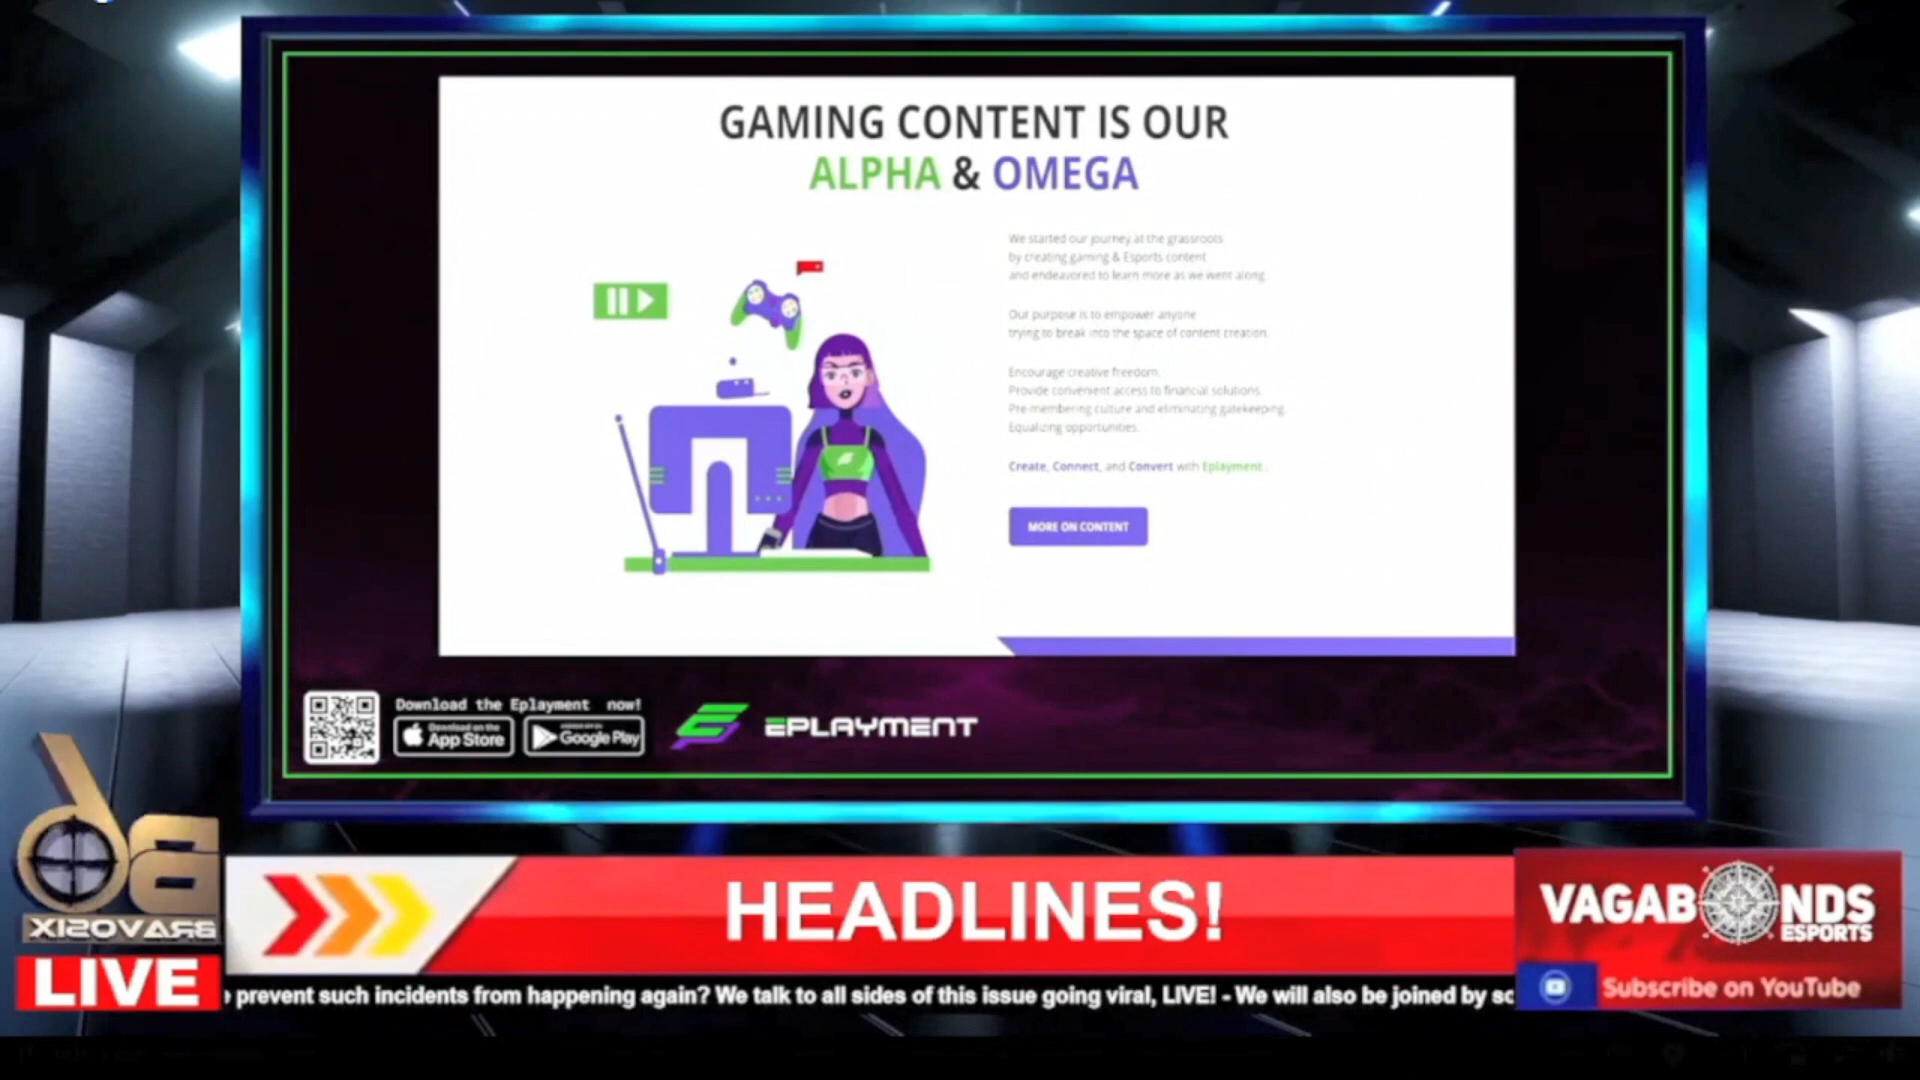 GAMING CONTENT IS OUR
ALPHA & OMEGA
We started our journey at the grassroots
by creating gaming & Esports content
and endeavored to learn more as we went along.
Our purpose is to empower anyone
trying to break into the space of content creation.
Encourage creative freedom.
Provide convenient access to financial solutions.
Pre-membering culture and eliminating gatekeeping.
Equalizing opportunities.
Create, Connect, and Convert with Eplayment.
MORE ON CONTENT
Download the Eplayment now!
Download on the
App Store
Google Play
EPLAYMENT
BRAVOSIX
LIVE
HEADLINES!
prevent such incidents from happening again? We talk to all sides of this issue going viral, LIVE! - We will also be joined by
VAGABONDS
ESPORTS
Subscribe on YouTube